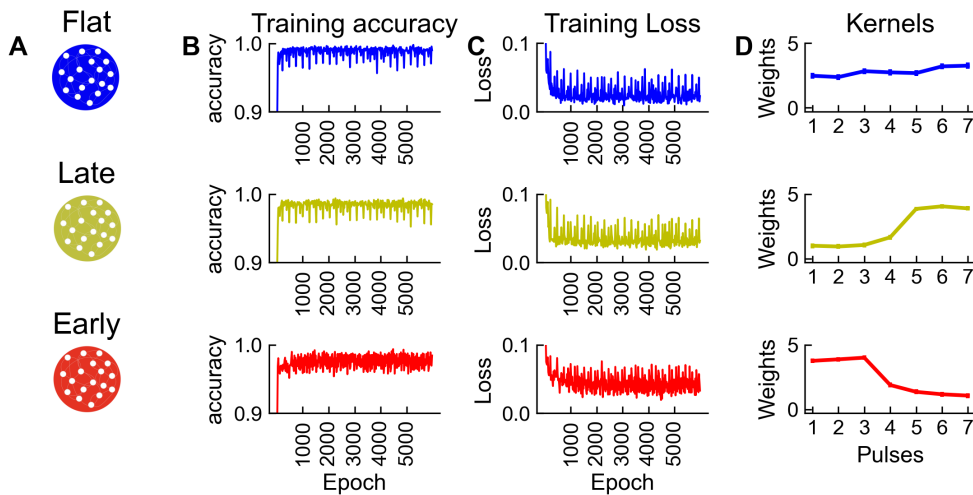 A
Flat
B
Training accuracy
C
Training Loss
D
Kernels
accuracy
1.0
0.9
1000
2000
3000
4000
5000
Loss
0.1
0.0
1000
2000
3000
4000
5000
Weights
5
0
1 2 3 4 5 6 7
Late
accuracy
1.0
0.9
1000
2000
3000
4000
5000
Loss
0.1
0.0
1000
2000
3000
4000
5000
Weights
5
0
1 2 3 4 5 6 7
Early
accuracy
1.0
0.9
1000
2000
3000
4000
5000
Epoch
Loss
0.1
0.0
1000
2000
3000
4000
5000
Epoch
Weights
5
0
1 2 3 4 5 6 7
Pulses